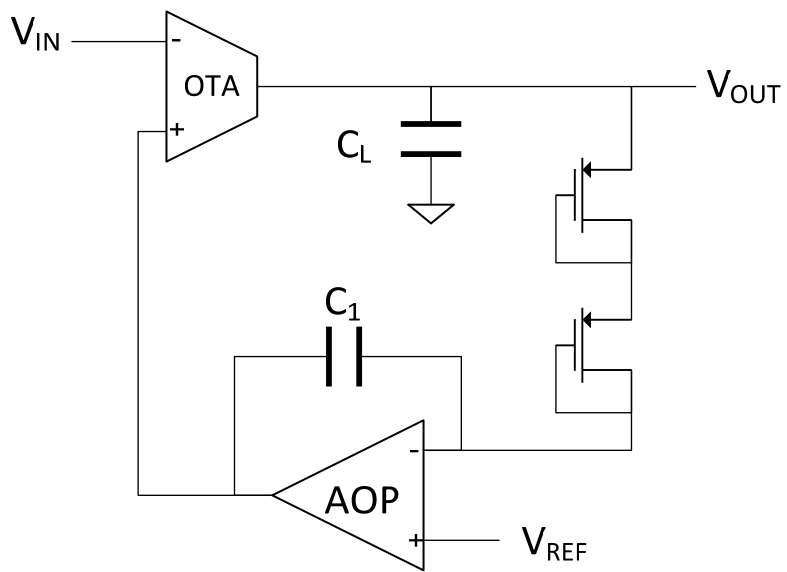 VIN
-
OTA
+
VOUT
CL
C1
-
AOP
+
VREF